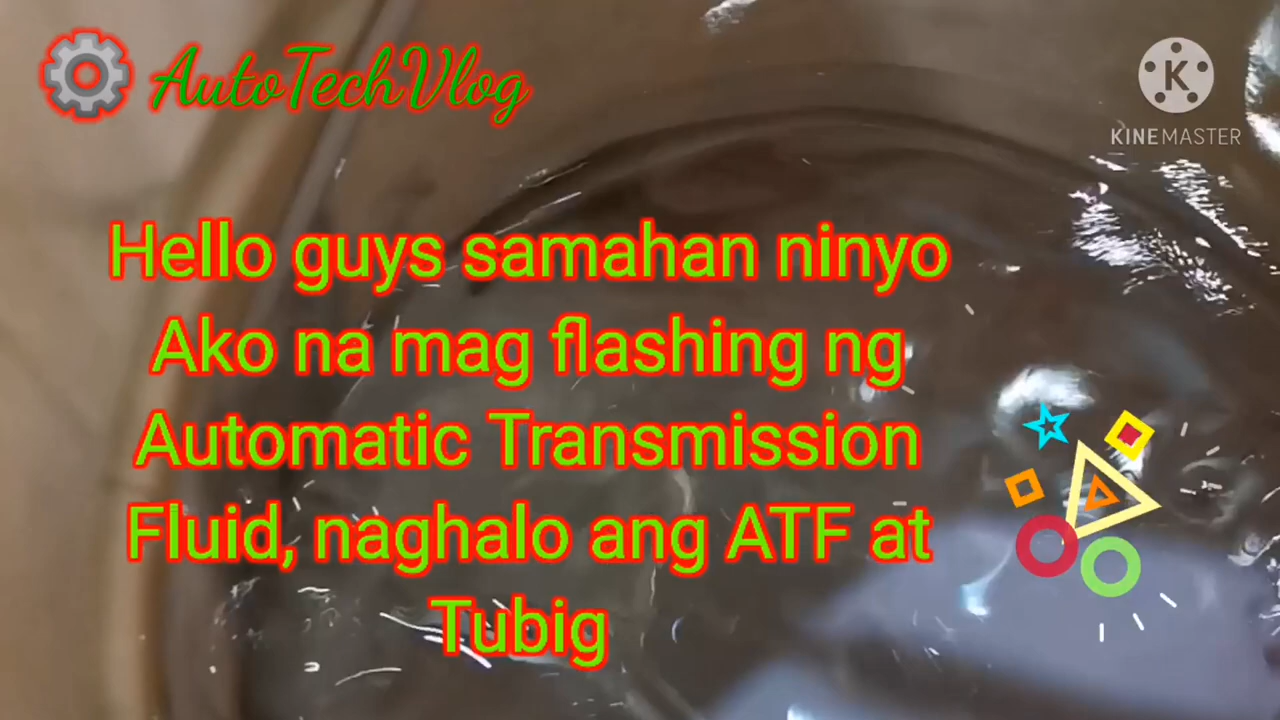 AutoTechVlog
K
KINEMASTER
Hello guys samahan ninyo
Ako na mag flashing ng
Automatic Transmission
Fluid, naghalo ang ATF at
Tubig